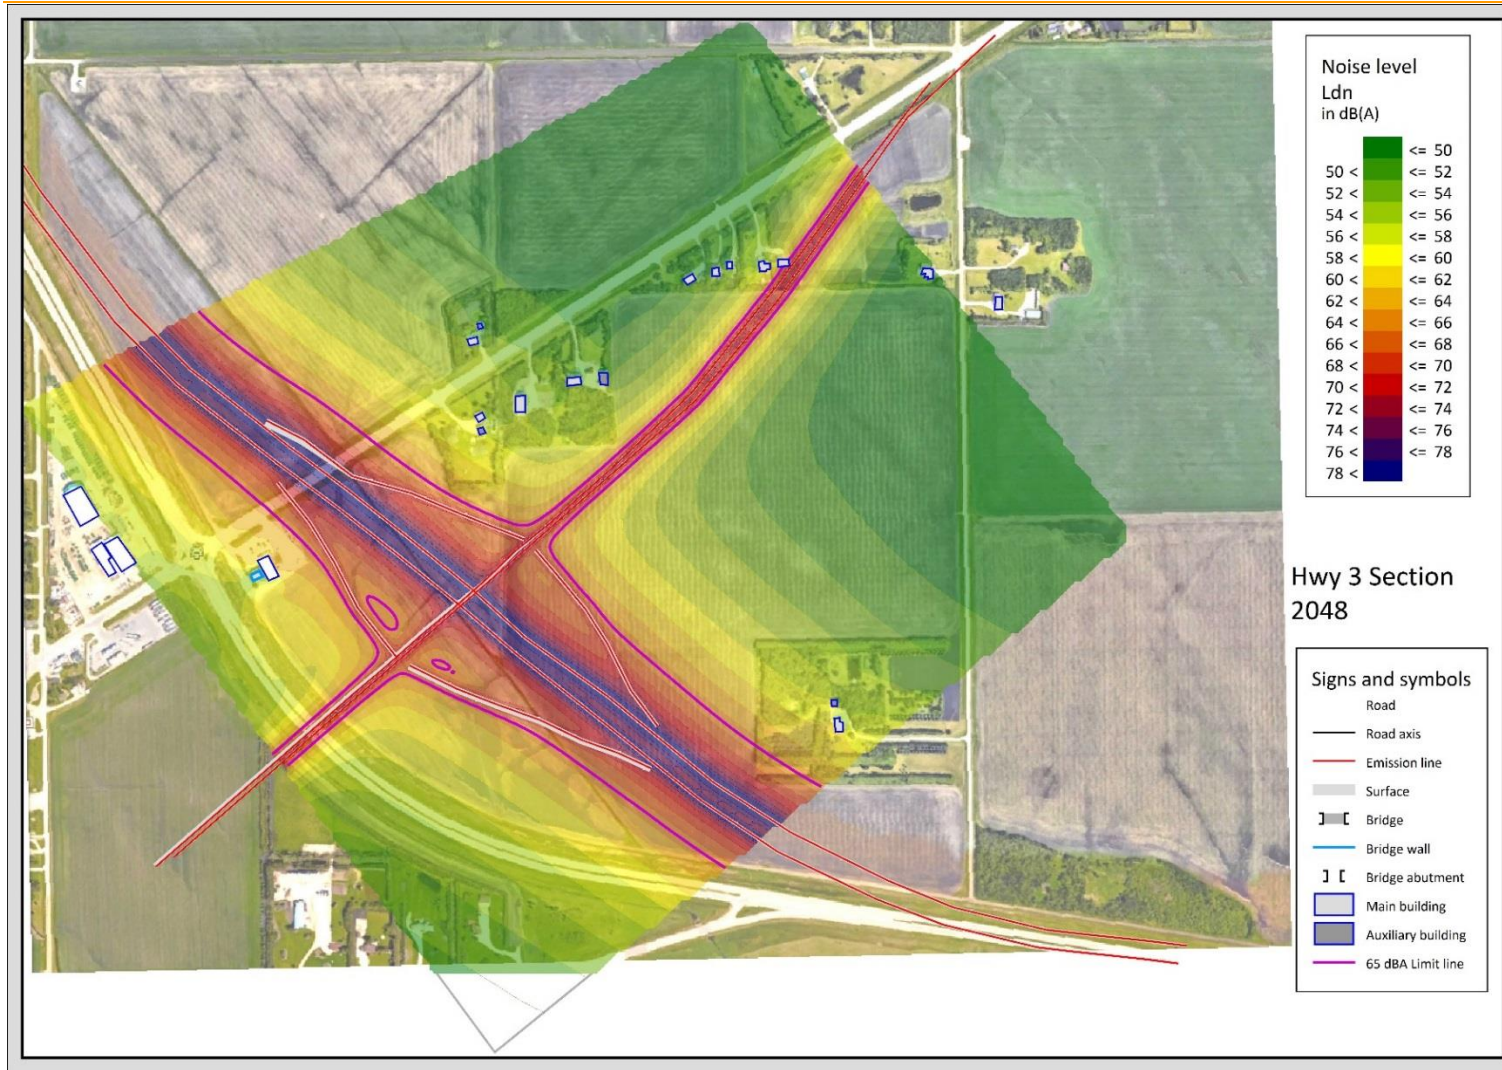 Noise level
Ldn
in dB(A)
<= 50
50 < <= 52
52 < <= 54
54 < <= 56
56 < <= 58
58 < <= 60
60 < <= 62
62 < <= 64
64 < <= 66
66 < <= 68
68 < <= 70
70 < <= 72
72 < <= 74
74 < <= 76
76 < <= 78
78 <
Hwy 3 Section
2048
Signs and symbols
Road
Road axis
Emission line
Surface
Bridge
Bridge wall
Bridge abutment
Main building
Auxiliary building
65 dBA Limit line